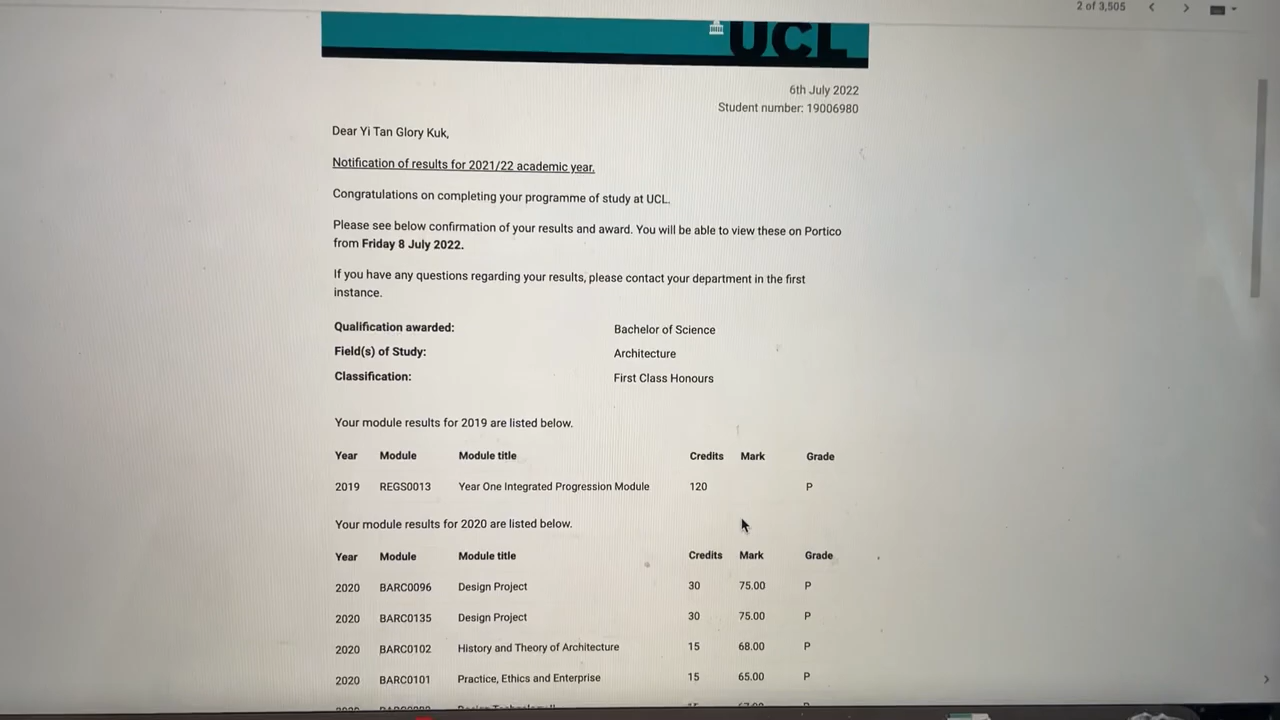 2 of 3,505
UCL
6th July 2022
Student number: 19006980
Dear Yi Tan Glory Kuk,
Notification of results for 2021/22 academic year.
Congratulations on completing your programme of study at UCL.
Please see below confirmation of your results and award. You will be able to view these on Portico
from Friday 8 July 2022.
If you have any questions regarding your results, please contact your department in the first
instance.
Qualification awarded: Bachelor of Science
Field(s) of Study: Architecture
Classification: First Class Honours
Your module results for 2019 are listed below.
Year Module Module title Credits Mark Grade
2019 REGS0013 Year One Integrated Progression Module 120 P
Your module results for 2020 are listed below.
Year Module Module title Credits Mark Grade
2020 BARC0096 Design Project 30 75.00 P
2020 BARC0135 Design Project 30 75.00 P
2020 BARC0102 History and Theory of Architecture 15 68.00 P
2020 BARC0101 Practice, Ethics and Enterprise 15 65.00 P